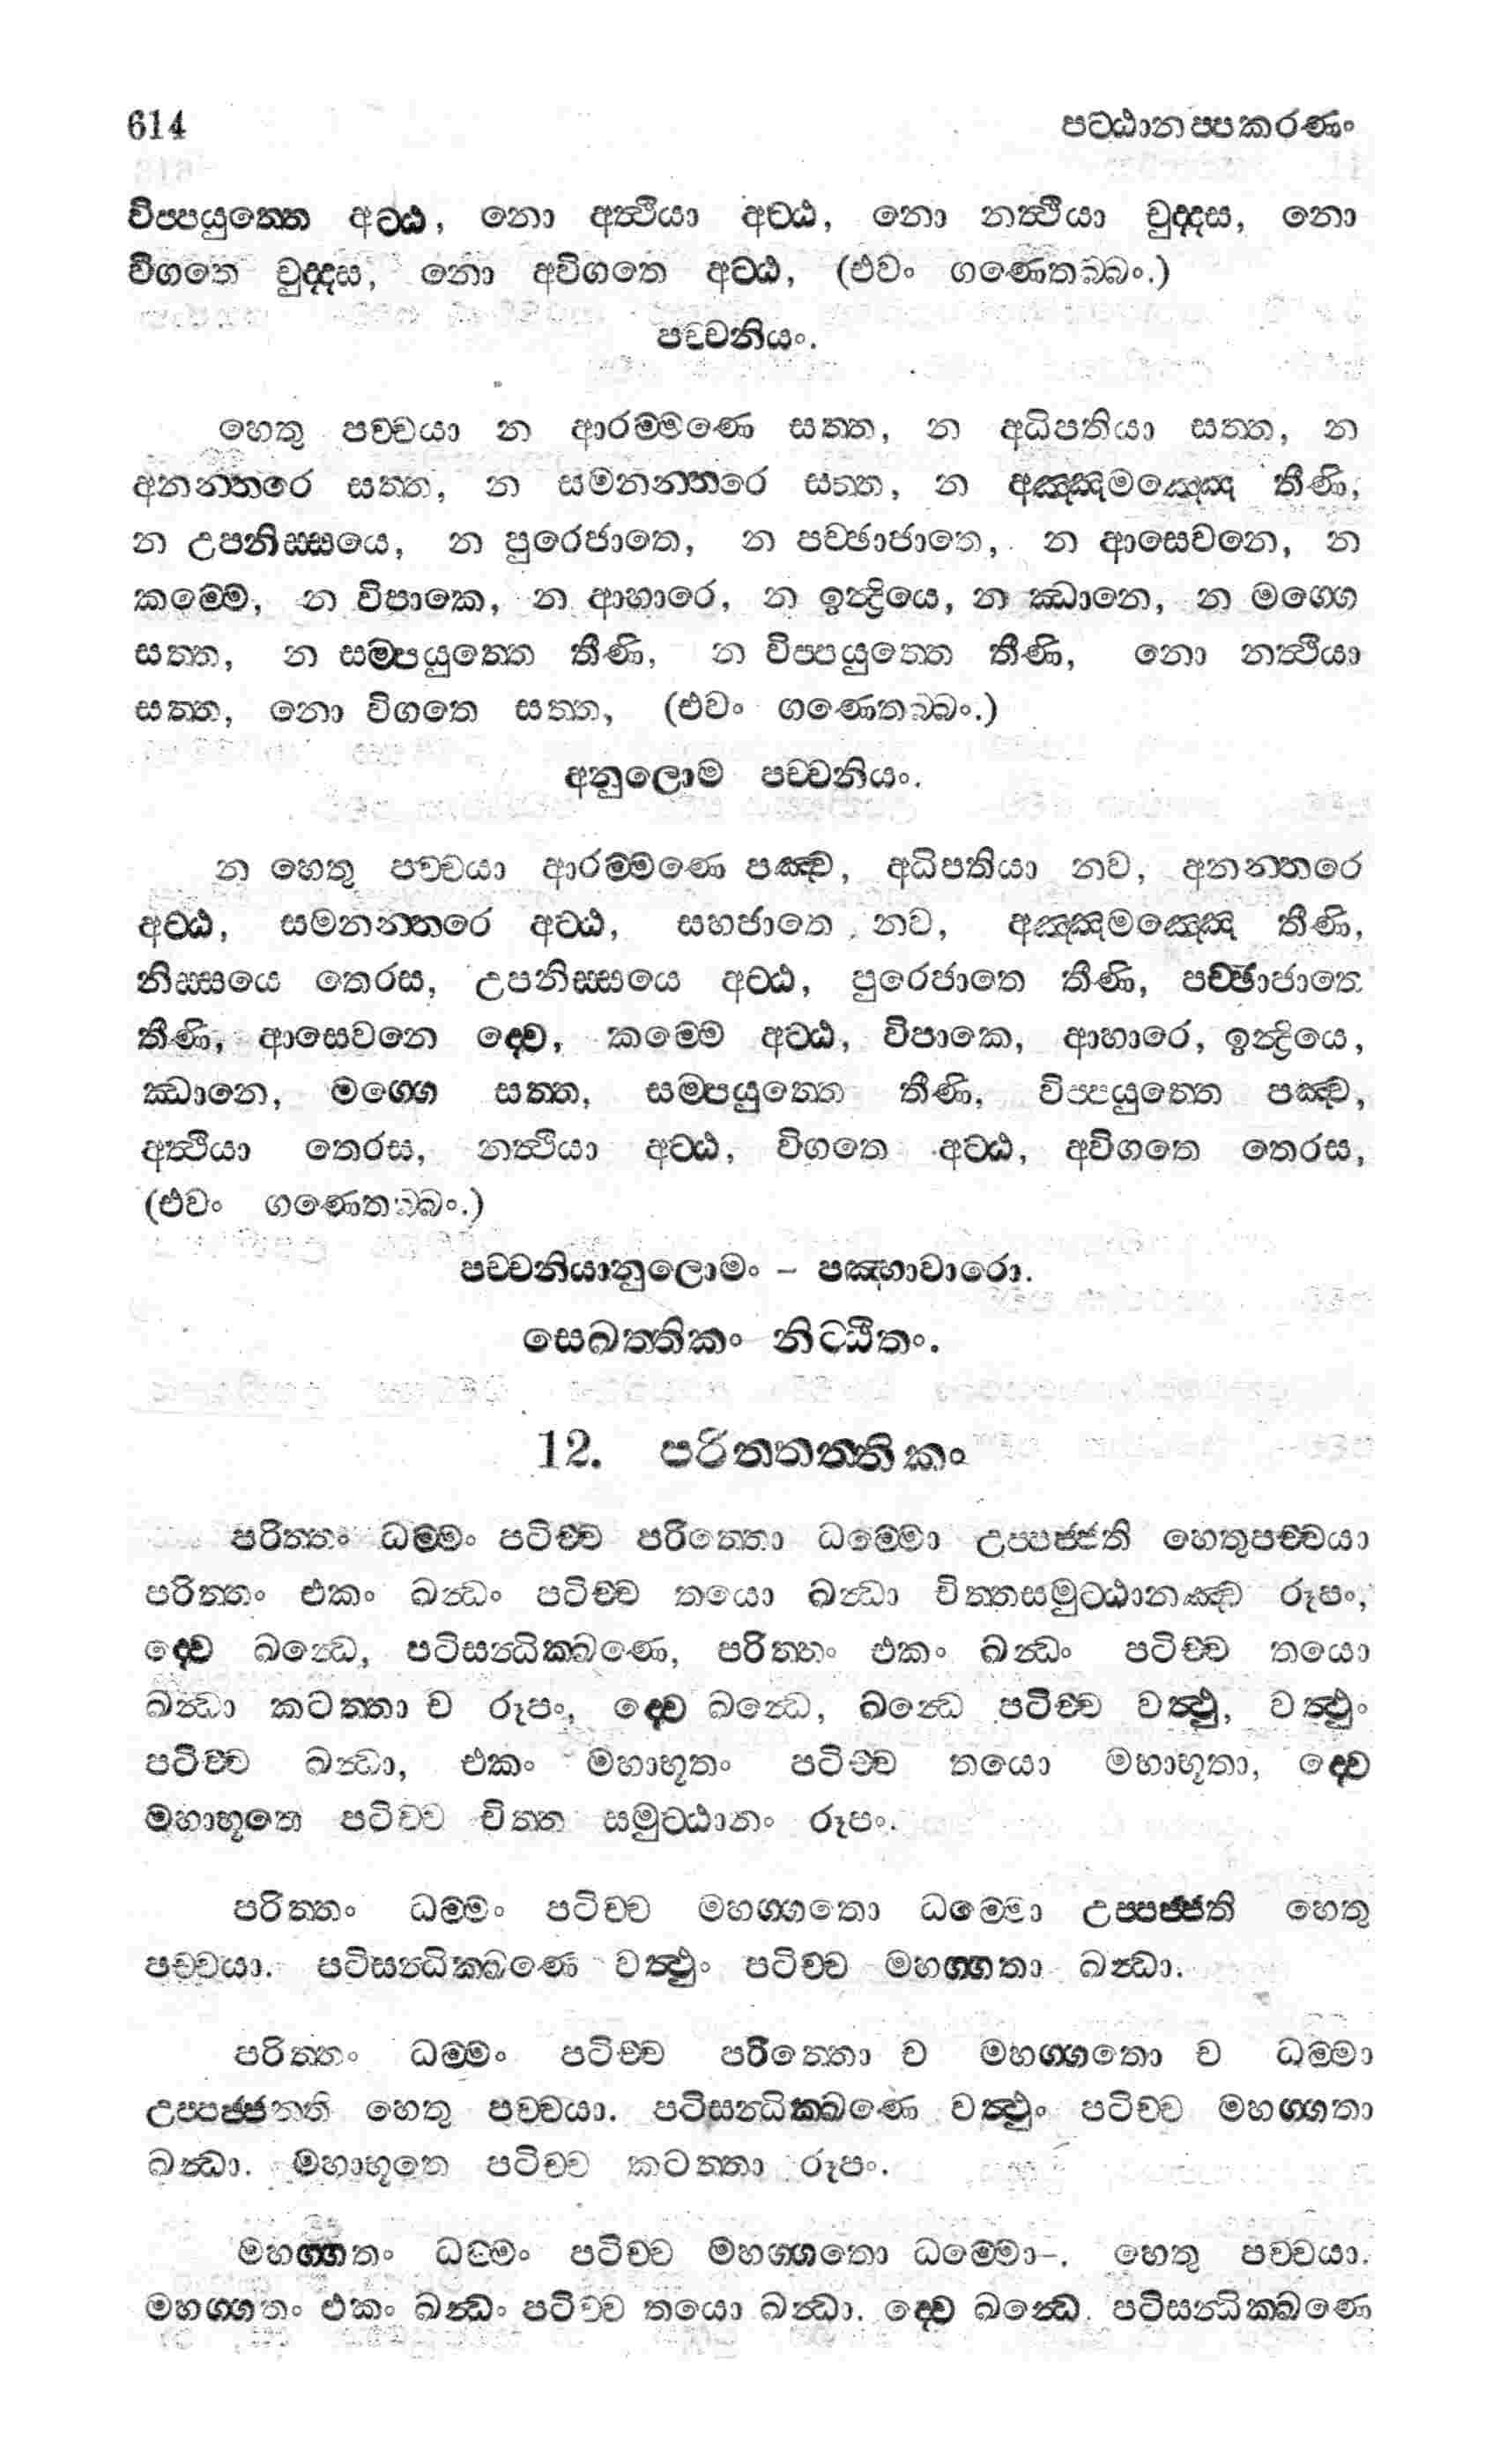 614 පට්ඨානප්පකරණං
විප්පයුත්තෙ අට්ඨ, නො අත්ථියා අට්ඨ, නො නත්ථියා චුද්දස, නො
විගතෙ චුද්දස, නො අවිගතෙ අට්ඨ, (එවං ගණෙතබ්බං.)
පච්චනියං.
හෙතු පච්චයා න ආරම්මණෙ සත්ත, න අධිපතියා සත්ත, න
අනන්තරෙ සත්ත, න සමනන්තරෙ සත්ත, න අඤ්ඤමඤ්ඤෙ තීණි,
න උපනිස්සයෙ, න පුරෙජාතෙ, න පච්ඡාජාතෙ, න ආසෙවනෙ, න
කම්මෙ, න විපාකෙ, න ආහාරෙ, න ඉන්ද්‍රියෙ, න ඣානෙ, න මග්ගෙ
සත්ත, න සම්පයුත්තෙ තීණි, න විප්පයුත්තෙ තීණි, නො නත්ථියා
සත්ත, නො විගතෙ සත්ත, (එවං ගණෙතබ්බං.)
අනුලොම පච්චනියං.
න හෙතු පච්චයා ආරම්මණෙ පඤ්ච, අධිපතියා නව, අනන්තරෙ
අට්ඨ, සමනන්තරෙ අට්ඨ, සහජාතෙ නව, අඤ්ඤමඤ්ඤෙ තීණි,
නිස්සයෙ තෙරස, උපනිස්සයෙ අට්ඨ, පුරෙජාතෙ තීණි, පච්ඡාජාතෙ
තීණි, ආසෙවනෙ ද්වෙ, කම්මෙ අට්ඨ, විපාකෙ, ආහාරෙ, ඉන්ද්‍රියෙ,
ඣානෙ, මග්ගෙ සත්ත, සම්පයුත්තෙ තීණි, විප්පයුත්තෙ පඤ්ච,
අත්ථියා තෙරස, නත්ථියා අට්ඨ, විගතෙ අට්ඨ, අවිගතෙ තෙරස,
(එවං ගණෙතබ්බං.)
පච්චනියානුලොමං - පඤ්හාවාරො.
සෙඛත්තිකං නිට්ඨිතං.
12. පරිත්තත්තිකං
පරිත්තං ධම්මං පටිච්ච පරිත්තො ධම්මො උප්පජ්ජති හෙතුපච්චයා
පරිත්තං එකං ඛන්ධං පටිච්ච තයො ඛන්ධා චිත්තසමුට්ඨානඤ්ච රූපං,
ද්වෙ ඛන්ධෙ, පටිසන්ධික්ඛණෙ, පරිත්තං එකං ඛන්ධං පටිච්ච තයො
ඛන්ධා කටත්තා ච රූපං, ද්වෙ ඛන්ධෙ, ඛන්ධෙ පටිච්ච වත්ථු, වත්ථුං
පටිච්ච ඛන්ධා, එකං මහාභූතං පටිච්ච තයො මහාභූතා, ද්වෙ
මහාභූතෙ පටිච්ච චිත්ත සමුට්ඨානං රූපං.
පරිත්තං ධම්මං පටිච්ච මහග්ගතො ධම්මො උප්පජ්ජති හෙතු
පච්චයා. පටිසන්ධික්ඛණෙ වත්ථුං පටිච්ච මහග්ගතා ඛන්ධා.
පරිත්තං ධම්මං පටිච්ච පරිත්තො ච මහග්ගතො ච ධම්මා
උප්පජ්ජන්ති හෙතු පච්චයා. පටිසන්ධික්ඛණෙ වත්ථුං පටිච්ච මහග්ගතා
ඛන්ධා. මහාභූතෙ පටිච්ච කටත්තා රූපං.
මහග්ගතං ධම්මං පටිච්ච මහග්ගතො ධම්මො-. හෙතු පච්චයා.
මහග්ගතං එකං ඛන්ධං පටිච්ච තයො ඛන්ධා. ද්වෙ ඛන්ධෙ. පටිසන්ධික්ඛණෙ